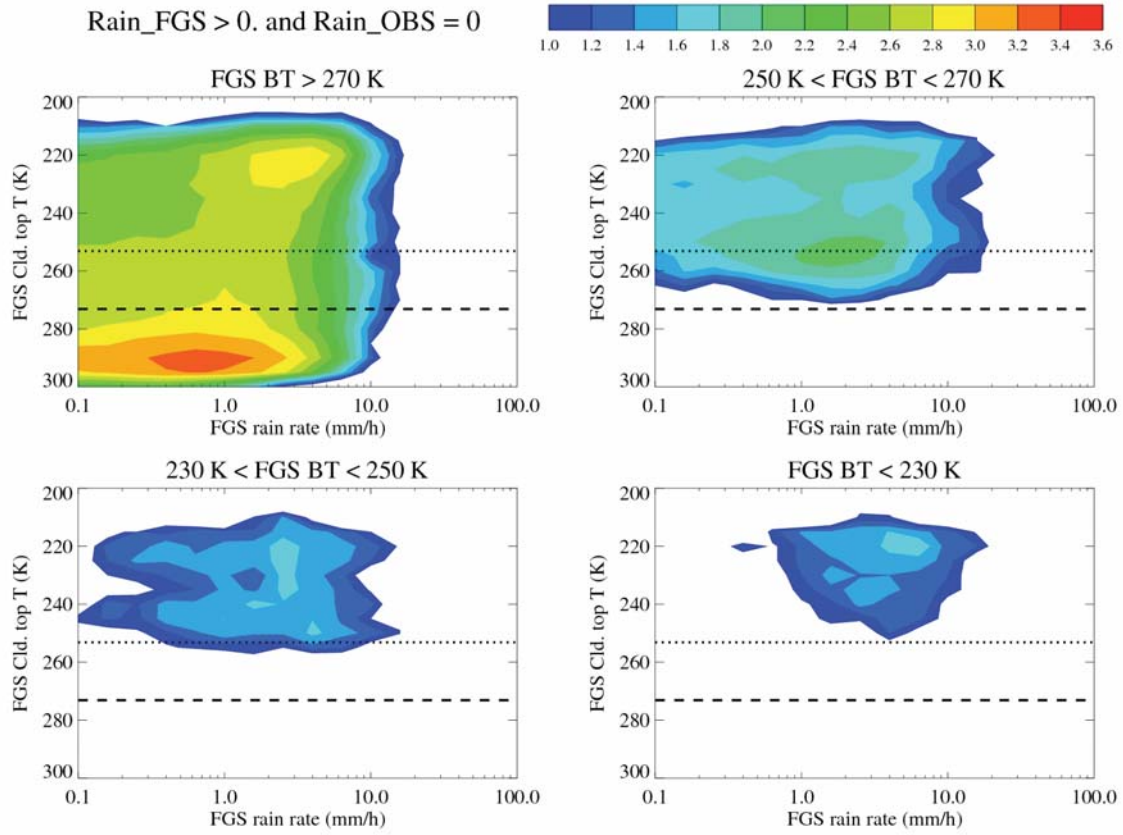 Rain_FGS > 0. and Rain_OBS = 0
1.0 1.2 1.4 1.6 1.8 2.0 2.2 2.4 2.6 2.8 3.0 3.2 3.4 3.6
FGS BT > 270 K
200
220
240
260
280
300
FGS Cld. top T (K)
0.1 1.0 10.0 100.0
FGS rain rate (mm/h)
250 K < FGS BT < 270 K
200
220
240
260
280
300
FGS Cld. top T (K)
0.1 1.0 10.0 100.0
FGS rain rate (mm/h)
230 K < FGS BT < 250 K
200
220
240
260
280
300
FGS Cld. top T (K)
0.1 1.0 10.0 100.0
FGS rain rate (mm/h)
FGS BT < 230 K
200
220
240
260
280
300
FGS Cld. top T (K)
0.1 1.0 10.0 100.0
FGS rain rate (mm/h)